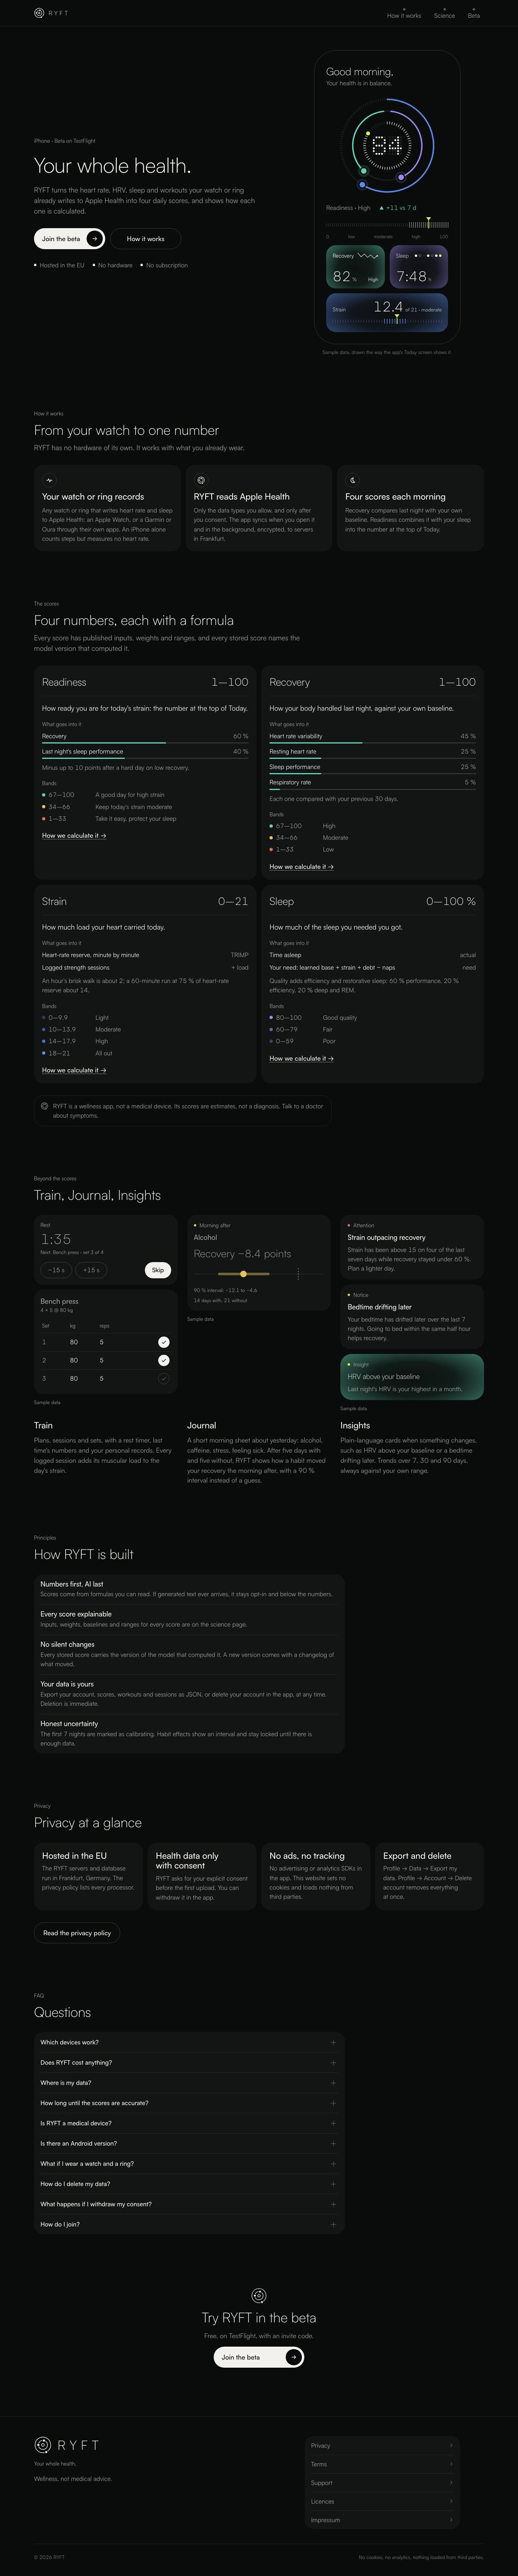 RYFT
How it works
Science
Beta
iPhone · Beta on TestFlight
Your whole health.
RYFT turns the heart rate, HRV, sleep and workouts your watch or ring
already writes to Apple Health into four daily scores, and shows how each
one is calculated.
Join the beta
How it works
Hosted in the EU
No hardware
No subscription
Good morning,
Your health is in balance.
84
Readiness · High
▲ +11 vs 7 d
0 low moderate high 100
Recovery
82 %
High
Sleep
7:48 h
Strain
12.4 of 21 · moderate
Sample data, drawn the way the app's Today screen shows it.
How it works
From your watch to one number
RYFT has no hardware of its own. It works with what you already wear.
Your watch or ring records
Any watch or ring that writes heart rate and sleep
to Apple Health: an Apple Watch, or a Garmin or
Oura through their own apps. An iPhone alone
counts steps but measures no heart rate.
RYFT reads Apple Health
Only the data types you allow, and only after
you consent. The app syncs when you open it
and in the background, encrypted, to servers
in Frankfurt.
Four scores each morning
Recovery compares last night with your own
baseline. Readiness combines it with your sleep
into the number at the top of Today.
The scores
Four numbers, each with a formula
Every score has published inputs, weights and ranges, and every stored score names the
model version that computed it.
Readiness
1–100
How ready you are for today's strain: the number at the top of Today.
What goes into it
Recovery
60 %
Last night's sleep performance
40 %
Minus up to 10 points after a hard day on low recovery.
Bands
67–100 A good day for high strain
34–66 Keep today's strain moderate
1–33 Take it easy, protect your sleep
How we calculate it →
Recovery
1–100
How your body handled last night, against your own baseline.
What goes into it
Heart rate variability
45 %
Resting heart rate
25 %
Sleep performance
25 %
Respiratory rate
5 %
Each one compared with your previous 30 days.
Bands
67–100 High
34–66 Moderate
1–33 Low
How we calculate it →
Strain
0–21
How much load your heart carried today.
What goes into it
Heart-rate reserve, minute by minute
TRIMP
Logged strength sessions
+ load
An hour's brisk walk is about 2; a 60-minute run at 75 % of heart-rate
reserve about 14.
Bands
0–9.9 Light
10–13.9 Moderate
14–17.9 High
18–21 All out
How we calculate it →
Sleep
0–100 %
How much of the sleep you needed you got.
What goes into it
Time asleep
actual
Your need: learned base + strain + debt − naps
need
Quality adds efficiency and restorative sleep: 60 % performance, 20 %
efficiency, 20 % deep and REM.
Bands
80–100 Good quality
60–79 Fair
0–59 Poor
How we calculate it →
RYFT is a wellness app, not a medical device. Its scores are estimates, not a diagnosis. Talk to a doctor
about symptoms.
Beyond the scores
Train, Journal, Insights
Rest
1:35
Next: Bench press · set 3 of 4
−15 s
+15 s
Skip
Bench press
4 × 5 @ 80 kg
Set kg reps
1 80 5
2 80 5
3 80 5
Sample data
Train
Plans, sessions and sets, with a rest timer, last
time's numbers and your personal records. Every
logged session adds its muscular load to the
day's strain.
Morning after
Alcohol
Recovery −8.4 points
90 % interval: −12.1 to −4.6
14 days with, 21 without
Sample data
Journal
A short morning sheet about yesterday: alcohol,
caffeine, stress, feeling sick. After five days with
and five without, RYFT shows how a habit moved
your recovery the morning after, with a 90 %
interval instead of a guess.
Attention
Strain outpacing recovery
Strain has been above 15 on four of the last
seven days while recovery stayed under 60 %.
Plan a lighter day.
Notice
Bedtime drifting later
Your bedtime has drifted later over the last 7
nights. Going to bed within the same half hour
helps recovery.
Insight
HRV above your baseline
Last night's HRV is your highest in a month.
Sample data
Insights
Plain-language cards when something changes,
such as HRV above your baseline or a bedtime
drifting later. Trends over 7, 30 and 90 days,
always against your own range.
Principles
How RYFT is built
Numbers first, AI last
Scores come from formulas you can read. If generated text ever arrives, it stays opt-in and below the numbers.
Every score explainable
Inputs, weights, baselines and ranges for every score are on the science page.
No silent changes
Every stored score carries the version of the model that computed it. A new version comes with a changelog of
what moved.
Your data is yours
Export your account, scores, workouts and sessions as JSON, or delete your account in the app, at any time.
Deletion is immediate.
Honest uncertainty
The first 7 nights are marked as calibrating. Habit effects show an interval and stay locked until there is
enough data.
Privacy
Privacy at a glance
Hosted in the EU
The RYFT servers and database
run in Frankfurt, Germany. The
privacy policy lists every processor.
Health data only
with consent
RYFT asks for your explicit consent
before the first upload. You can
withdraw it in the app.
No ads, no tracking
No advertising or analytics SDKs in
the app. This website sets no
cookies and loads nothing from
third parties.
Export and delete
Profile → Data → Export my
data. Profile → Account → Delete
account removes everything
at once.
Read the privacy policy
FAQ
Questions
Which devices work?
Does RYFT cost anything?
Where is my data?
How long until the scores are accurate?
Is RYFT a medical device?
Is there an Android version?
What if I wear a watch and a ring?
How do I delete my data?
What happens if I withdraw my consent?
How do I join?
Try RYFT in the beta
Free, on TestFlight, with an invite code.
Join the beta
RYFT
Your whole health.
Wellness, not medical advice.
Privacy
Terms
Support
Licences
Impressum
© 2026 RYFT
No cookies, no analytics, nothing loaded from third parties.